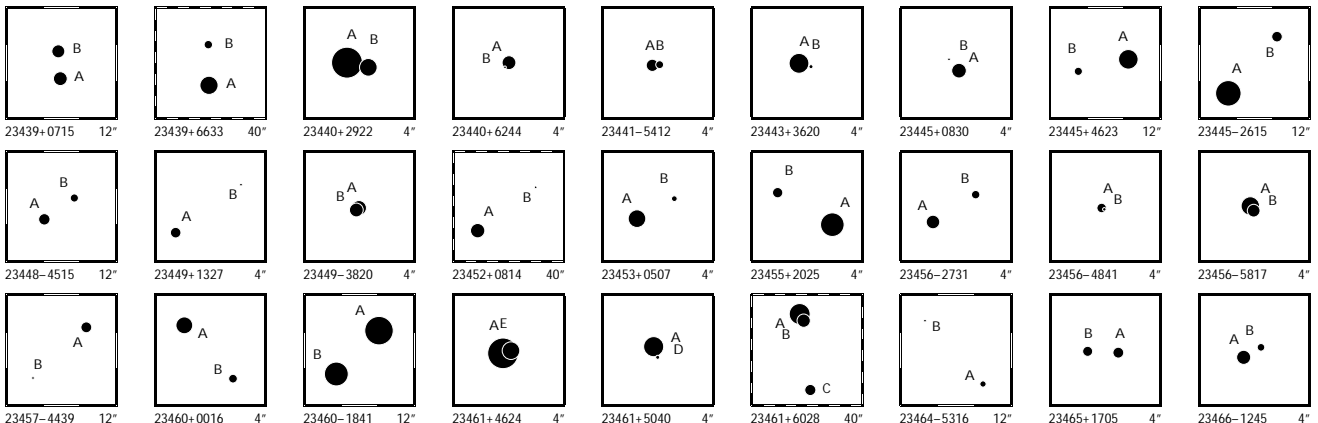 B
A
23439+0715 12″
B
A
23439+6633 40″
A
B
23440+2922 4″
A
B
23440+6244 4″
A B
23441−5412 4″
A B
23443+3620 4″
B
A
23445+0830 4″
A
B
23445+4623 12″
B
A
23445−2615 12″
B
A
23448−4515 12″
B
A
23449+1327 4″
A
B
23449−3820 4″
B
A
23452+0814 40″
B
A
23453+0507 4″
B
A
23455+2025 4″
B
A
23456−2731 4″
A
B
23456−4841 4″
A
B
23456−5817 4″
A
B
23457−4439 12″
A
B
23460+0016 4″
A
B
23460−1841 12″
A E
23461+4624 4″
A
D
23461+5040 4″
A
B
C
23461+6028 40″
B
A
23464−5316 12″
B A
23465+1705 4″
B
A
23466−1245 4″